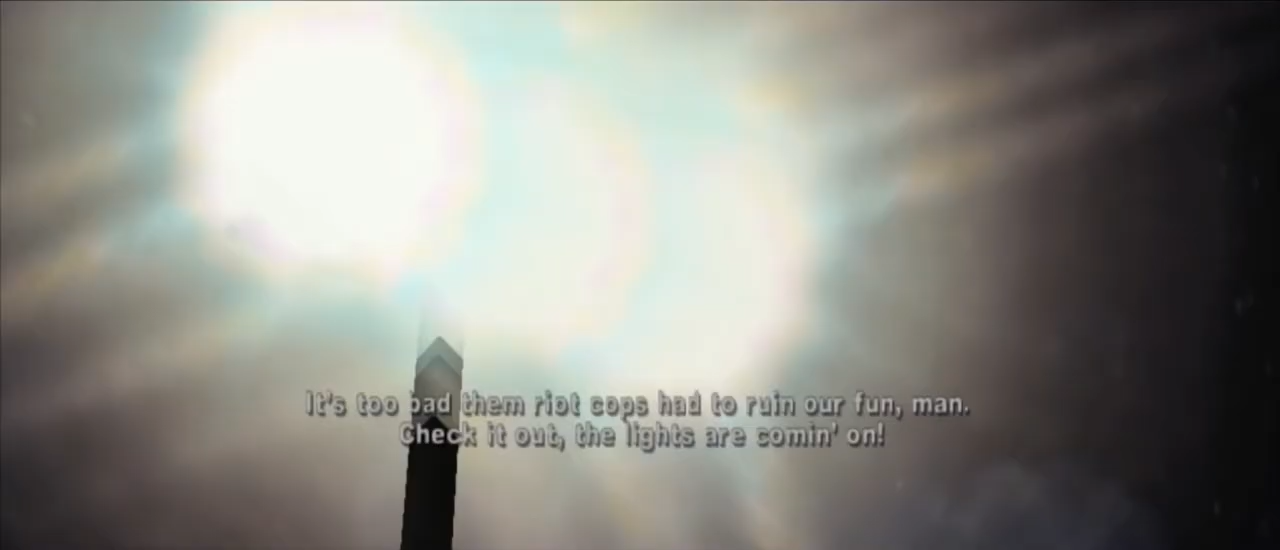 It's too bad them riot cops had to ruin our fun, man.
Check it out, the lights are comin' on!